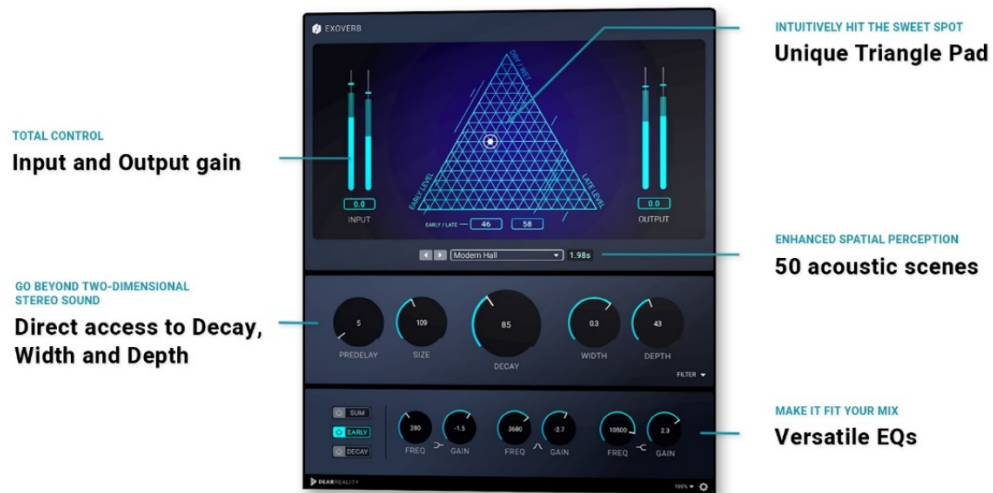 EXOVERB
INTUITIVELY HIT THE SWEET SPOT
Unique Triangle Pad
TOTAL CONTROL
Input and Output gain
DRY / WET
EARLY LEVEL
LATE LEVEL
0.0
INPUT
EARLY / LATE
46
58
0.0
OUTPUT
Modern Hall
1.98s
ENHANCED SPATIAL PERCEPTION
50 acoustic scenes
GO BEYOND TWO-DIMENSIONAL
STEREO SOUND
Direct access to Decay,
Width and Depth
5
PREDELAY
109
SIZE
85
DECAY
0.3
WIDTH
43
DEPTH
FILTER
SUM
EARLY
DECAY
280
FREQ
-1.5
GAIN
3680
FREQ
-2.7
GAIN
10500
FREQ
2.3
GAIN
MAKE IT FIT YOUR MIX
Versatile EQs
DEARREALITY
100%